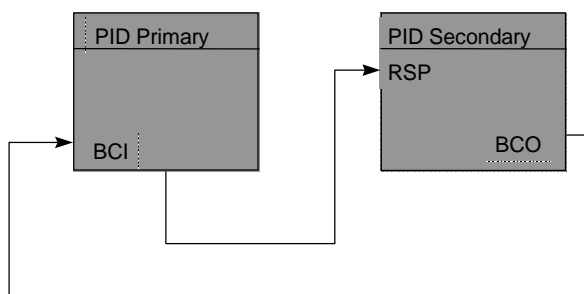 PID Primary
BCI
PID Secondary
RSP
BCO